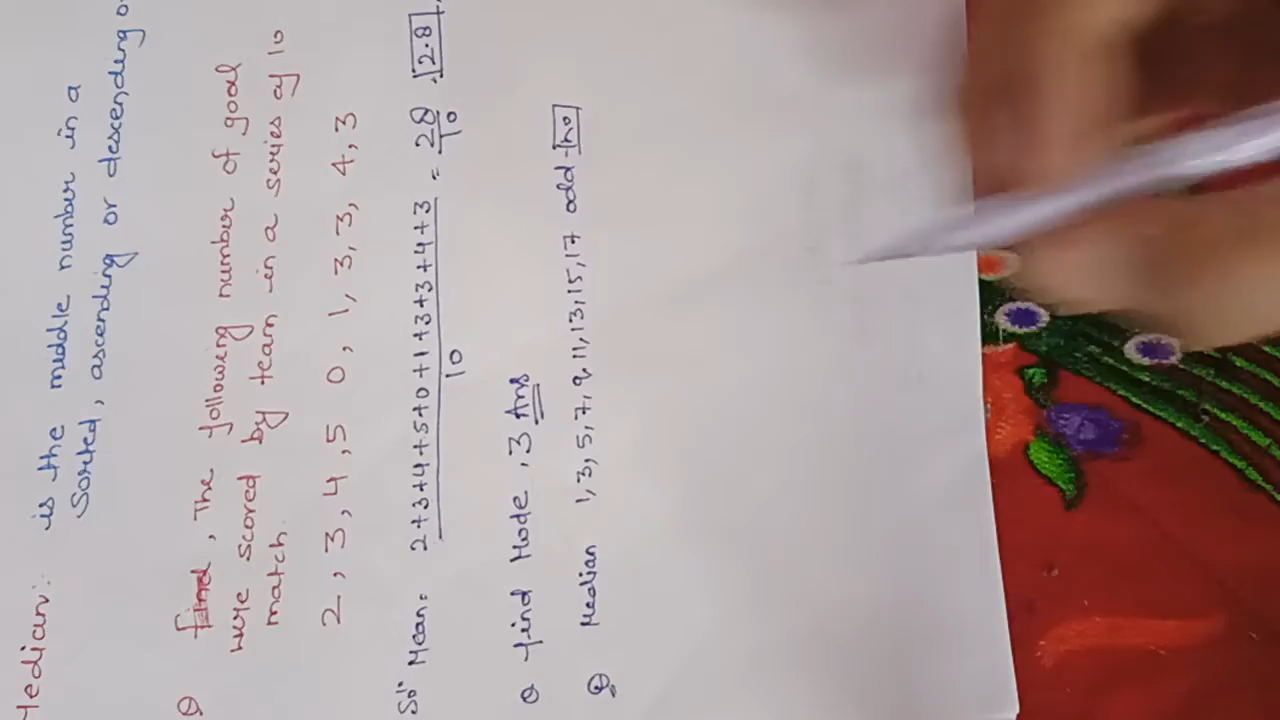 Median: is the middle number in a
Sorted, ascending or descending
Q find, The following number of goal
were scored by team in a series of 10
match.
2, 3, 4, 5 0, 1, 3, 3, 4, 3
Solⁿ Mean: 2+3+4+5+0+1+3+3+4+3 / 10 = 28/10 . 2.8
Q find Mode, 3 Ans
Q Median 1, 3, 5, 7, 9, 11, 13, 15, 17 odd no